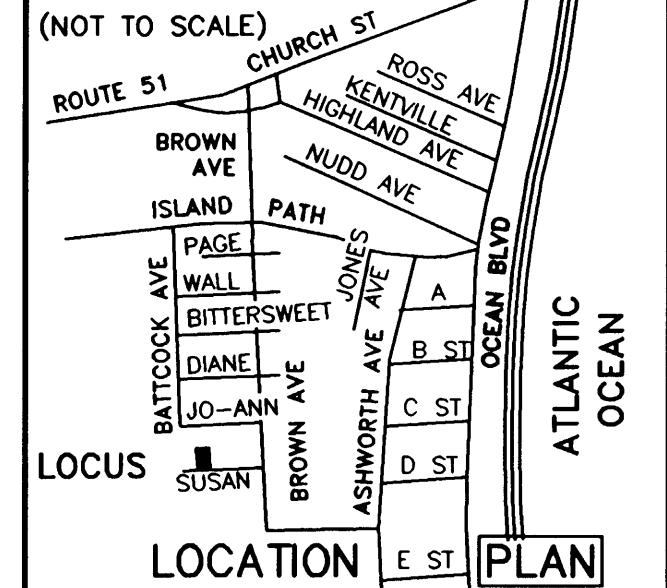 (NOT TO SCALE)
CHURCH ST
ROUTE 51
ROSS AVE
KENTVILLE
HIGHLAND AVE
BROWN
AVE
NUDD AVE
ISLAND PATH
PAGE
JONES
AVE
WALL
A
BITTERSWEET
OCEAN BLVD
BATTCOCK AVE
B ST
DIANE
ATLANTIC
OCEAN
JO-ANN
BROWN AVE
ASHWORTH AVE
C ST
LOCUS
D ST
SUSAN
E ST
LOCATION PLAN